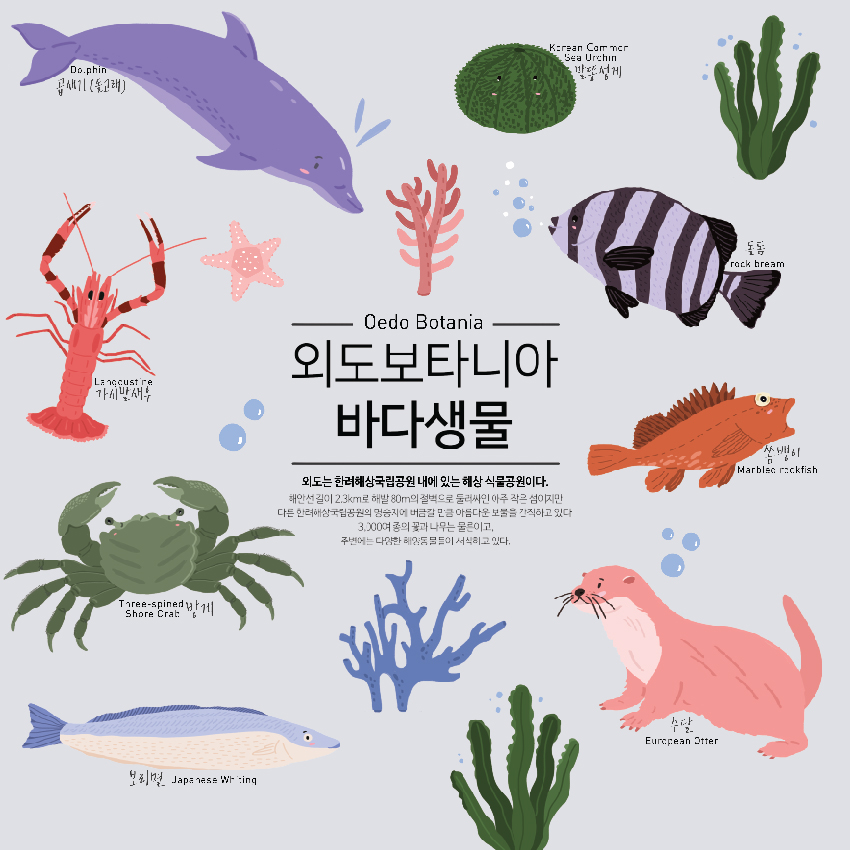 Dolphin
곱새기 (돌고래)
Korean Common
Sea Urchin
말똥성게
돌돔
rock bream
Oedo Botania
외도보타니아
바다생물
Langoustine
가시발새우
쏨뱅이
Marbled rockfish
외도는 한려해상국립공원 내에 있는 해상 식물공원이다.
해안선 길이 2.3km로 해발 80m의 절벽으로 둘러싸인 아주 작은 섬이지만
다른 한려해상국립공원의 명승지에 버금갈 만큼 아름다운 보물을 간직하고 있다
3,000여 종의 꽃과 나무는 물론이고,
주변에는 다양한 해양동물들이 서식하고 있다.
Three-spined 방게
Shore Crab
수달
European Otter
보리멸 Japanese Whiting